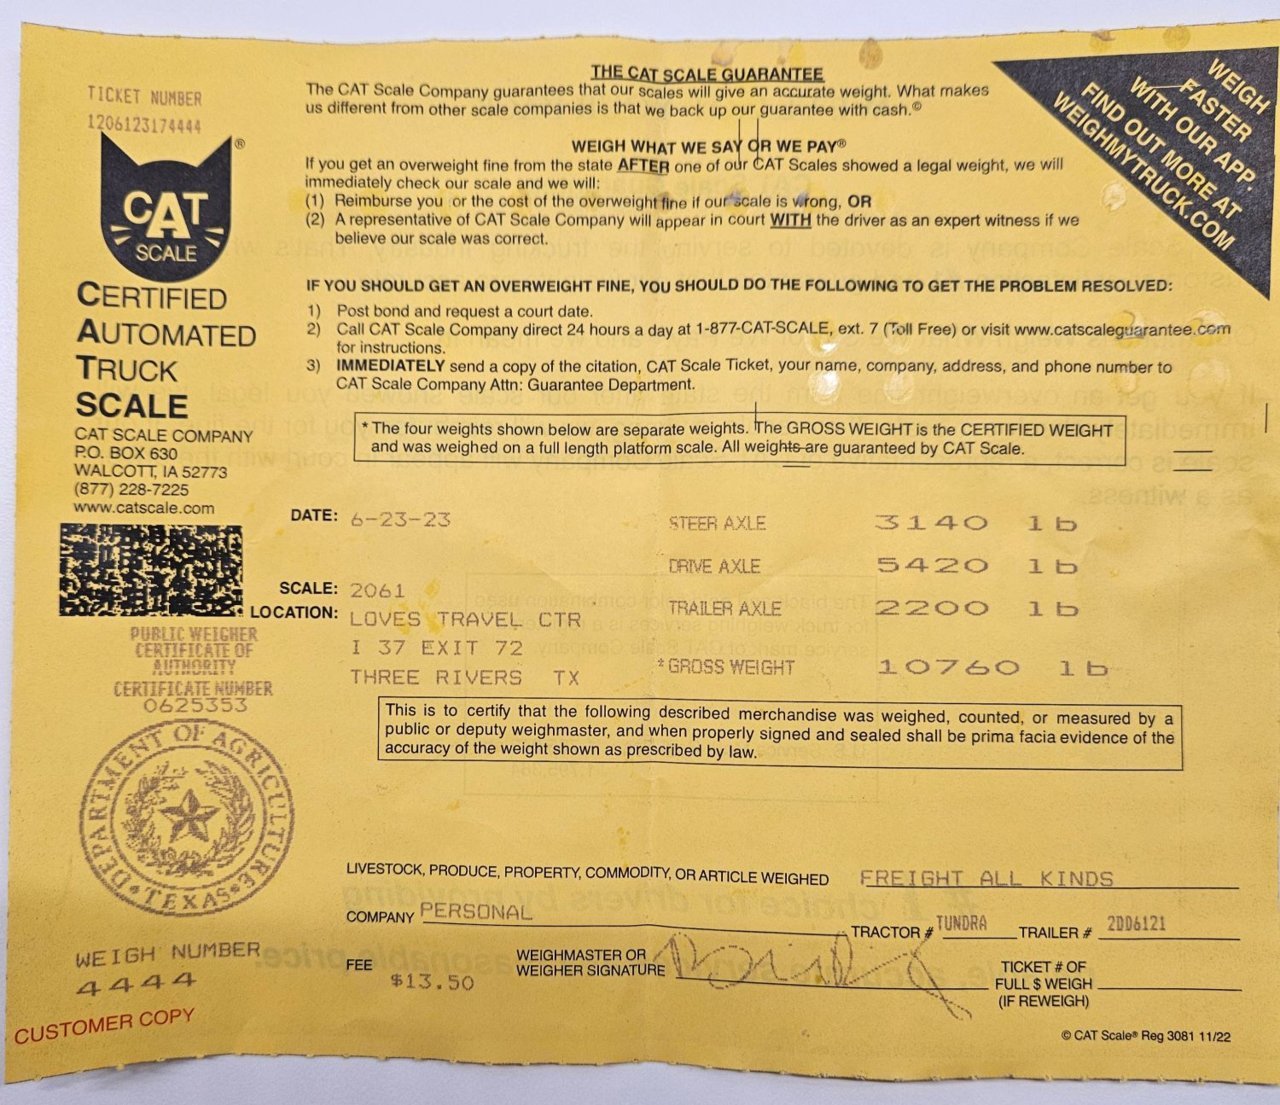 TICKET NUMBER
1206123174444
CAT
SCALE
®
CERTIFIED
AUTOMATED
TRUCK
SCALE
CAT SCALE COMPANY
P.O. BOX 630
WALCOTT, IA 52773
(877) 228-7225
www.catscale.com
THE CAT SCALE GUARANTEE
The CAT Scale Company guarantees that our scales will give an accurate weight. What makes
us different from other scale companies is that we back up our guarantee with cash.©
WEIGH WHAT WE SAY OR WE PAY®
If you get an overweight fine from the state AFTER one of our CAT Scales showed a legal weight, we will
immediately check our scale and we will:
(1) Reimburse you or the cost of the overweight fine if our scale is wrong, OR
(2) A representative of CAT Scale Company will appear in court WITH the driver as an expert witness if we
believe our scale was correct.
WEIGH
FASTER
WITH OUR APP.
FIND OUT MORE AT
WEIGHMYTRUCK.COM
IF YOU SHOULD GET AN OVERWEIGHT FINE, YOU SHOULD DO THE FOLLOWING TO GET THE PROBLEM RESOLVED:
1) Post bond and request a court date.
2) Call CAT Scale Company direct 24 hours a day at 1-877-CAT-SCALE, ext. 7 (Toll Free) or visit www.catscaleguarantee.com
for instructions.
3) IMMEDIATELY send a copy of the citation, CAT Scale Ticket, your name, company, address, and phone number to
CAT Scale Company Attn: Guarantee Department.
* The four weights shown below are separate weights. The GROSS WEIGHT is the CERTIFIED WEIGHT
and was weighed on a full length platform scale. All weights are guaranteed by CAT Scale.
DATE: 6-23-23
STEER AXLE 3140 lb
DRIVE AXLE 5420 lb
SCALE: 2061
LOCATION: LOVES TRAVEL CTR
TRAILER AXLE 2200 lb
I 37 EXIT 72
THREE RIVERS TX
*GROSS WEIGHT 10760 lb
PUBLIC WEIGHER
CERTIFICATE OF
AUTHORITY
CERTIFICATE NUMBER
0625353
DEPARTMENT OF AGRICULTURE
TEXAS
This is to certify that the following described merchandise was weighed, counted, or measured by a
public or deputy weighmaster, and when properly signed and sealed shall be prima facia evidence of the
accuracy of the weight shown as prescribed by law.
LIVESTOCK, PRODUCE, PROPERTY, COMMODITY, OR ARTICLE WEIGHED FREIGHT ALL KINDS
COMPANY PERSONAL TRACTOR # TUNDRA TRAILER # 2DD6121
WEIGH NUMBER
4444
FEE $13.50
WEIGHMASTER OR
WEIGHER SIGNATURE
TICKET # OF
FULL $ WEIGH
(IF REWEIGH)
CUSTOMER COPY
© CAT Scale® Reg 3081 11/22